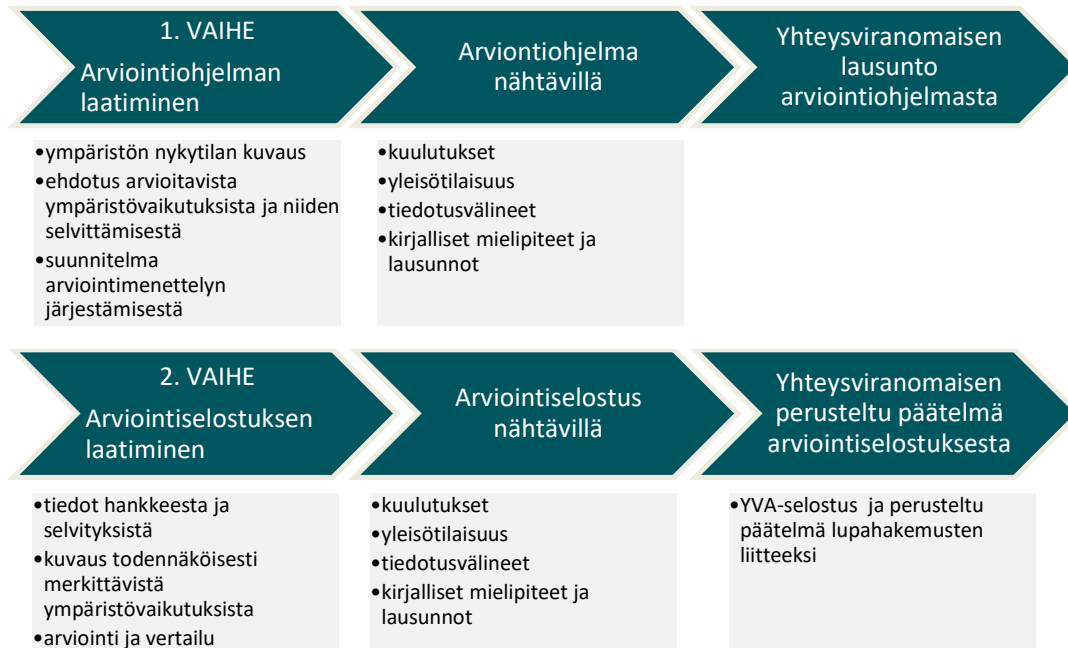 1. VAIHE
Arviointiohjelman
laatiminen
Arviontiohjelma
nähtävillä
Yhteysviranomaisen
lausunto
arviointiohjelmasta
•ympäristön nykytilan kuvaus
•ehdotus arvioitavista
ympäristövaikutuksista ja niiden
selvittämisestä
•suunnitelma
arviointimenettelyn
järjestämisestä
•kuulutukset
•yleisötilaisuus
•tiedotusvälineet
•kirjalliset mielipiteet ja
lausunnot
2. VAIHE
Arviointiselostuksen
laatiminen
Arviointiselostus
nähtävillä
Yhteysviranomaisen
perusteltu päätelmä
arviointiselostuksesta
•tiedot hankkeesta ja
selvityksistä
•kuvaus todennäköisesti
merkittävistä
ympäristövaikutuksista
•arviointi ja vertailu
•kuulutukset
•yleisötilaisuus
•tiedotusvälineet
•kirjalliset mielipiteet ja
lausunnot
•YVA-selostus ja perusteltu
päätelmä lupahakemusten
liitteeksi